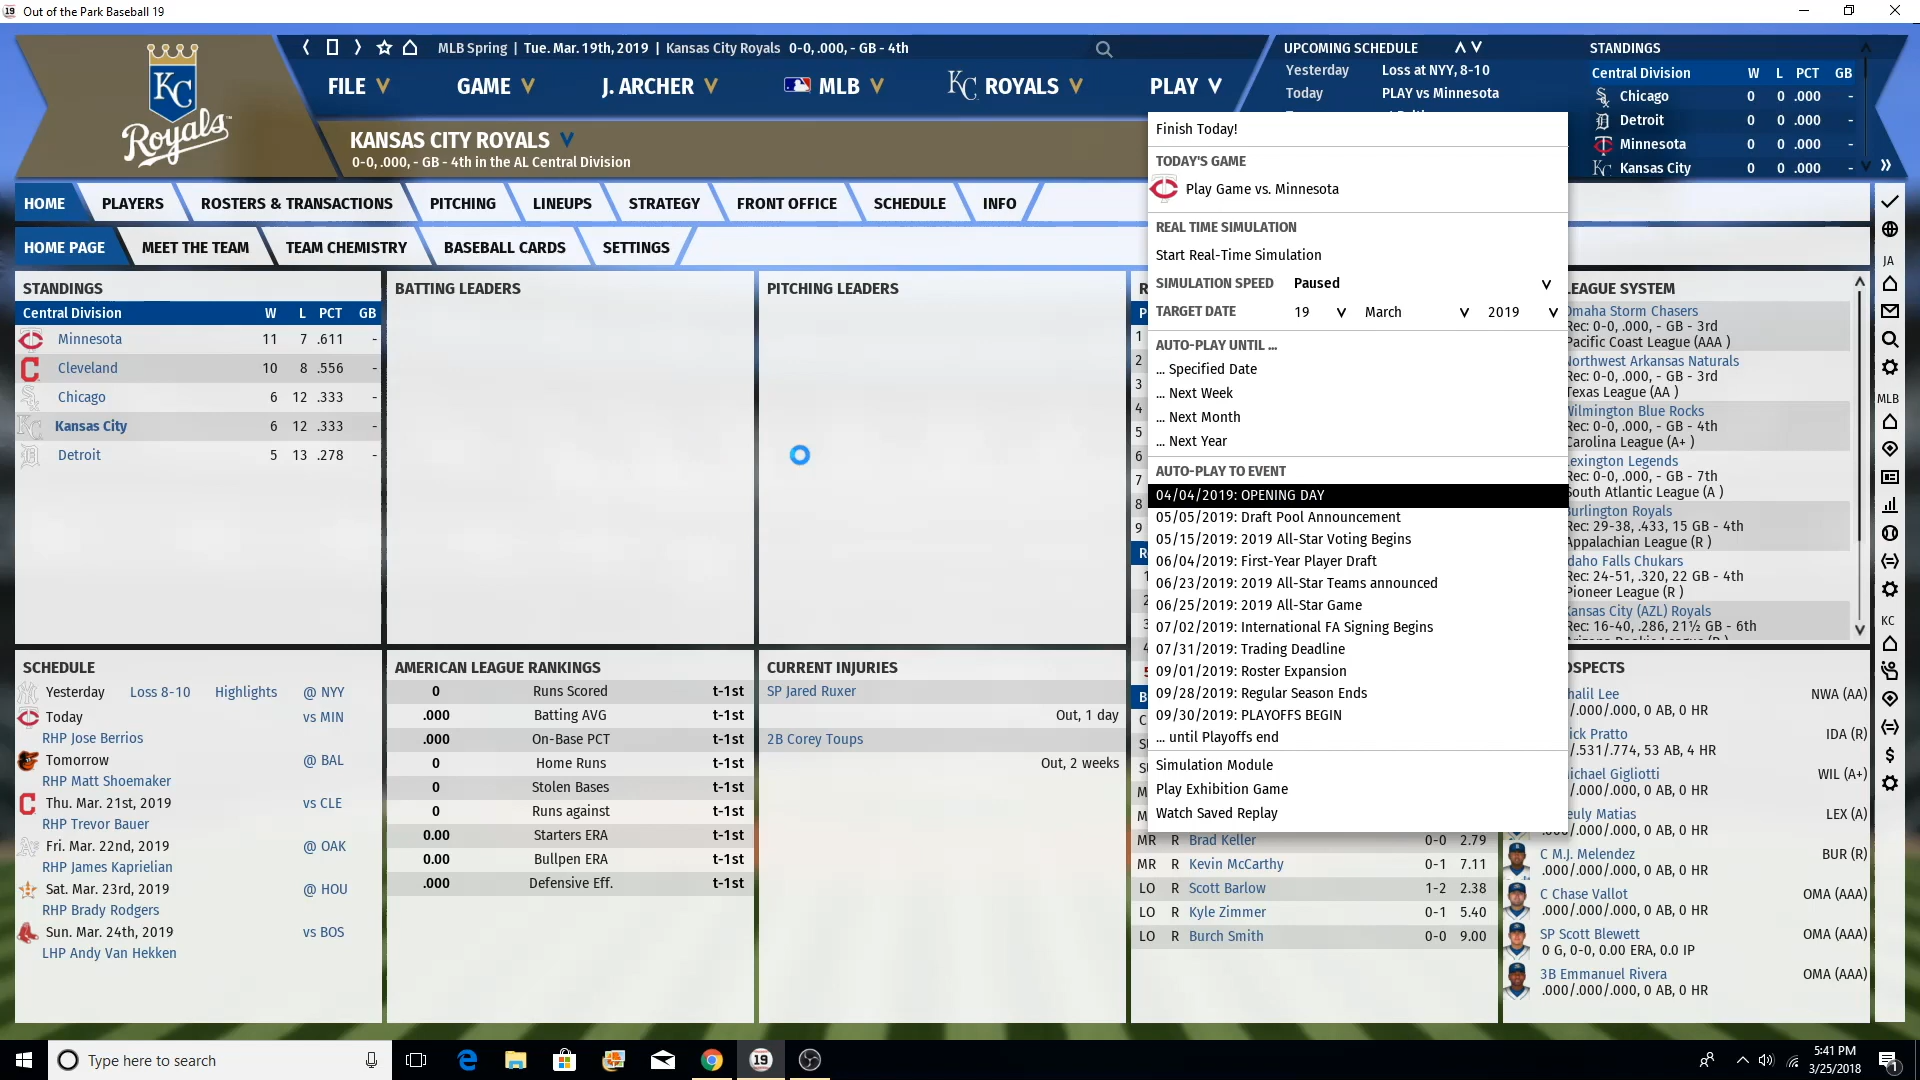 Out of the Park Baseball 19
MLB Spring | Tue. Mar. 19th, 2019 | Kansas City Royals 0-0, .000, - GB - 4th
FILE
GAME
J. ARCHER
MLB
KC ROYALS
PLAY
KC
Royals
KANSAS CITY ROYALS
0-0, .000, - GB - 4th in the AL Central Division
UPCOMING SCHEDULE
Yesterday Loss at NYY, 8-10
Today PLAY vs Minnesota
STANDINGS
Central Division W L PCT GB
Chicago 0 0 .000 -
Detroit 0 0 .000 -
Minnesota 0 0 .000 -
Kansas City 0 0 .000 -
HOME
PLAYERS
ROSTERS & TRANSACTIONS
PITCHING
LINEUPS
STRATEGY
FRONT OFFICE
SCHEDULE
INFO
HOME PAGE
MEET THE TEAM
TEAM CHEMISTRY
BASEBALL CARDS
SETTINGS
STANDINGS
Central Division W L PCT GB
Minnesota 11 7 .611 -
Cleveland 10 8 .556 -
Chicago 6 12 .333 -
Kansas City 6 12 .333 -
Detroit 5 13 .278 -
BATTING LEADERS
PITCHING LEADERS
Finish Today!
TODAY'S GAME
Play Game vs. Minnesota
REAL TIME SIMULATION
Start Real-Time Simulation
SIMULATION SPEED Paused
TARGET DATE 19 March 2019
AUTO-PLAY UNTIL ...
... Specified Date
... Next Week
... Next Month
... Next Year
AUTO-PLAY TO EVENT
04/04/2019: OPENING DAY
05/05/2019: Draft Pool Announcement
05/15/2019: 2019 All-Star Voting Begins
06/04/2019: First-Year Player Draft
06/23/2019: 2019 All-Star Teams announced
06/25/2019: 2019 All-Star Game
07/02/2019: International FA Signing Begins
07/31/2019: Trading Deadline
09/01/2019: Roster Expansion
09/28/2019: Regular Season Ends
09/30/2019: PLAYOFFS BEGIN
... until Playoffs end
Simulation Module
Play Exhibition Game
Watch Saved Replay
1
2
3
4
5
6
7
8
9
LEAGUE SYSTEM
Omaha Storm Chasers
Rec: 0-0, .000, - GB - 3rd
Pacific Coast League (AAA )
Northwest Arkansas Naturals
Rec: 0-0, .000, - GB - 3rd
Texas League (AA )
Wilmington Blue Rocks
Rec: 0-0, .000, - GB - 4th
Carolina League (A+ )
Lexington Legends
Rec: 0-0, .000, - GB - 7th
South Atlantic League (A )
Burlington Royals
Rec: 29-38, .433, 15 GB - 4th
Appalachian League (R )
Idaho Falls Chukars
Rec: 24-51, .320, 22 GB - 4th
Pioneer League (R )
Kansas City (AZL) Royals
Rec: 16-40, .286, 21½ GB - 6th
JA
MLB
KC
SCHEDULE
Yesterday Loss 8-10 Highlights @ NYY
Today vs MIN
RHP Jose Berrios
Tomorrow @ BAL
RHP Matt Shoemaker
Thu. Mar. 21st, 2019 vs CLE
RHP Trevor Bauer
Fri. Mar. 22nd, 2019 @ OAK
RHP James Kaprielian
Sat. Mar. 23rd, 2019 @ HOU
RHP Brady Rodgers
Sun. Mar. 24th, 2019 vs BOS
LHP Andy Van Hekken
AMERICAN LEAGUE RANKINGS
0 Runs Scored t-1st
.000 Batting AVG t-1st
.000 On-Base PCT t-1st
0 Home Runs t-1st
0 Stolen Bases t-1st
0 Runs against t-1st
0.00 Starters ERA t-1st
0.00 Bullpen ERA t-1st
.000 Defensive Eff. t-1st
CURRENT INJURIES
SP Jared Ruxer
Out, 1 day
2B Corey Toups
Out, 2 weeks
MR R Brad Keller 0-0 2.79
MR R Kevin McCarthy 0-1 7.11
LO R Scott Barlow 1-2 2.38
LO R Kyle Zimmer 0-1 5.40
LO R Burch Smith 0-0 9.00
OSPECTS
halil Lee NWA (AA)
.000/.000, 0 AB, 0 HR
ick Pratto IDA (R)
.531/.774, 53 AB, 4 HR
ichael Gigliotti WIL (A+)
.000/.000, 0 AB, 0 HR
euly Matias LEX (A)
.000/.000/.000, 0 AB, 0 HR
C M.J. Melendez BUR (R)
.000/.000/.000, 0 AB, 0 HR
C Chase Vallot OMA (AAA)
.000/.000/.000, 0 AB, 0 HR
SP Scott Blewett OMA (AAA)
0 G, 0-0, 0.00 ERA, 0.0 IP
3B Emmanuel Rivera OMA (AAA)
.000/.000/.000, 0 AB, 0 HR
Type here to search
19
5:41 PM
3/25/2018
1